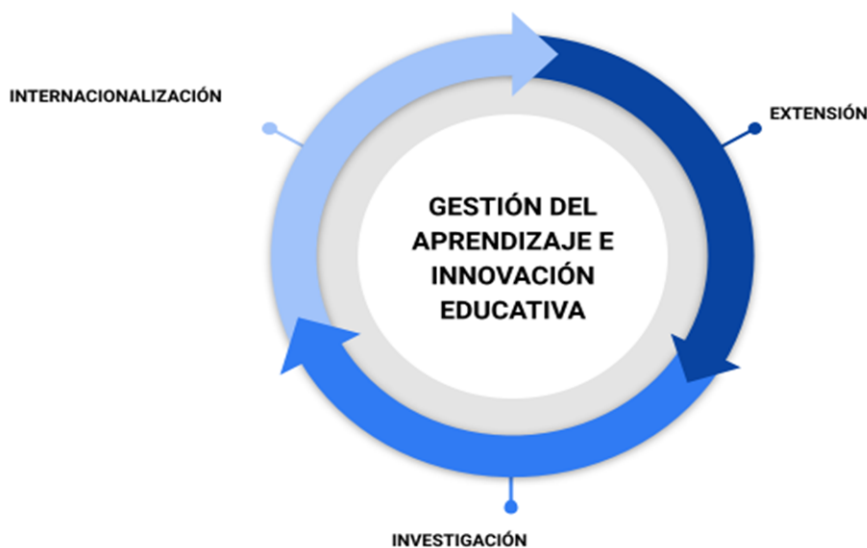 INTERNACIONALIZACIÓN
EXTENSIÓN
GESTIÓN DEL
APRENDIZAJE E
INNOVACIÓN
EDUCATIVA
INVESTIGACIÓN